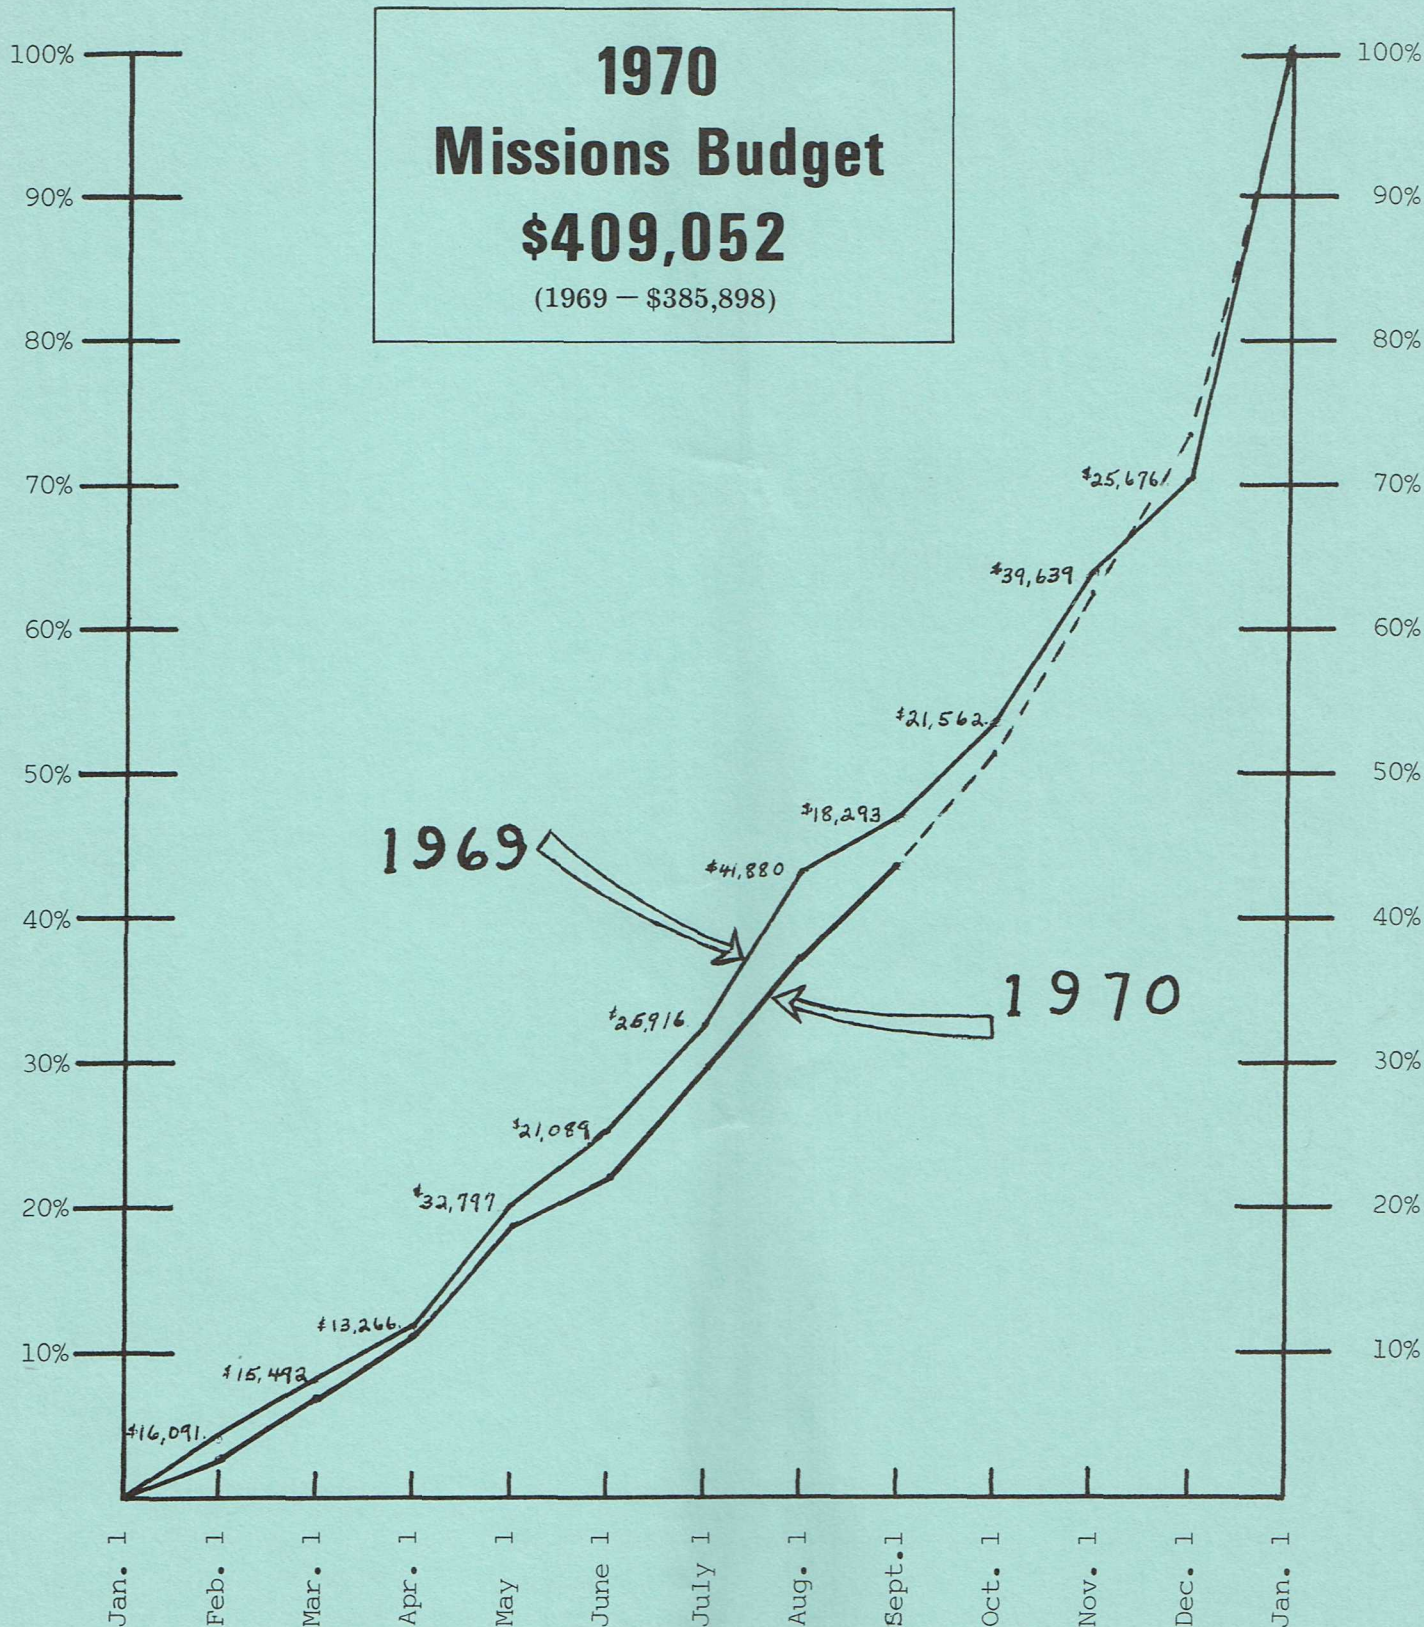 1970
Missions Budget
$409,052
(1969 — $385,898)
100%
90%
80%
70%
60%
50%
40%
30%
20%
10%
100%
90%
80%
70%
60%
50%
40%
30%
20%
10%
$25,676
$39,639
$21,562
$18,293
1969
$41,880
1970
$25,916
$21,089
$32,797
$13,266
$15,492
$16,091
Jan. 1
Feb. 1
Mar. 1
Apr. 1
May 1
June 1
July 1
Aug. 1
Sept.1
Oct. 1
Nov. 1
Dec. 1
Jan. 1